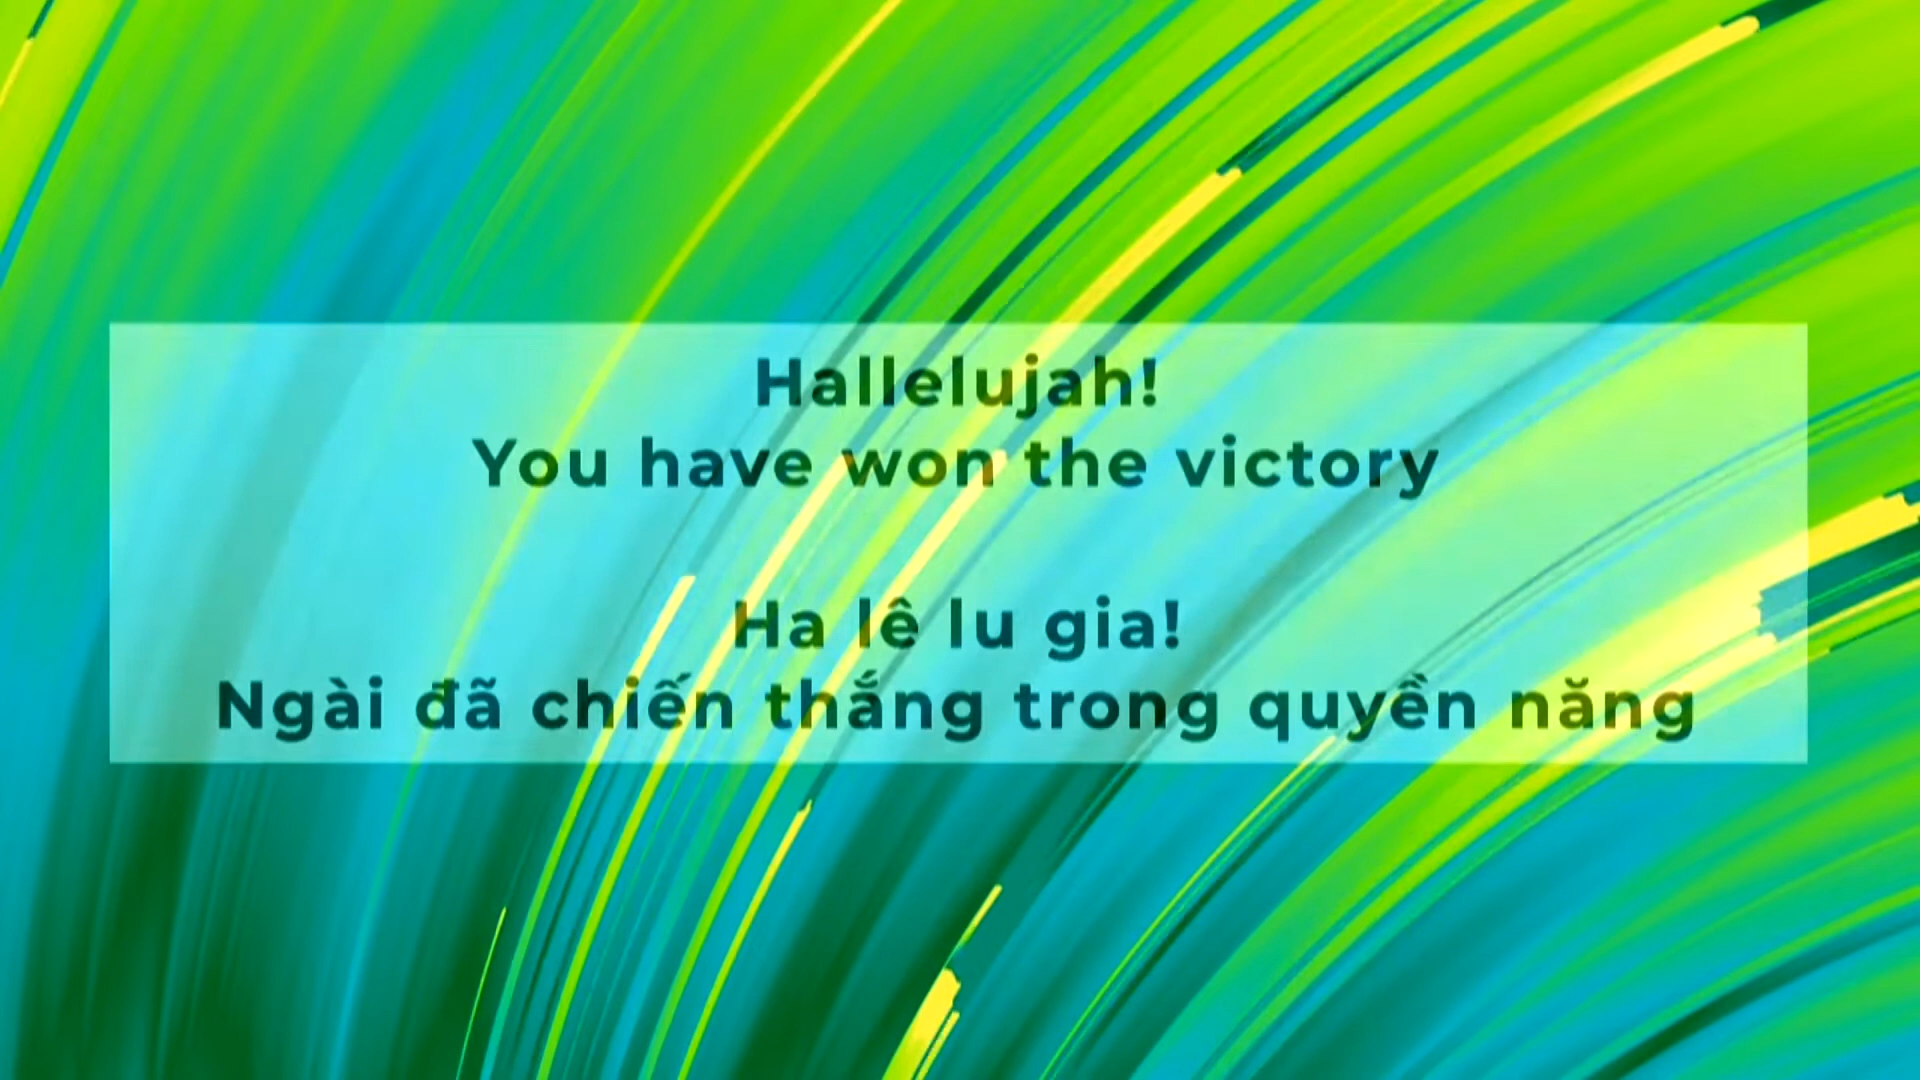 Hallelujah!
You have won the victory
Ha lê lu gia!
Ngài đã chiến thắng trong quyền năng